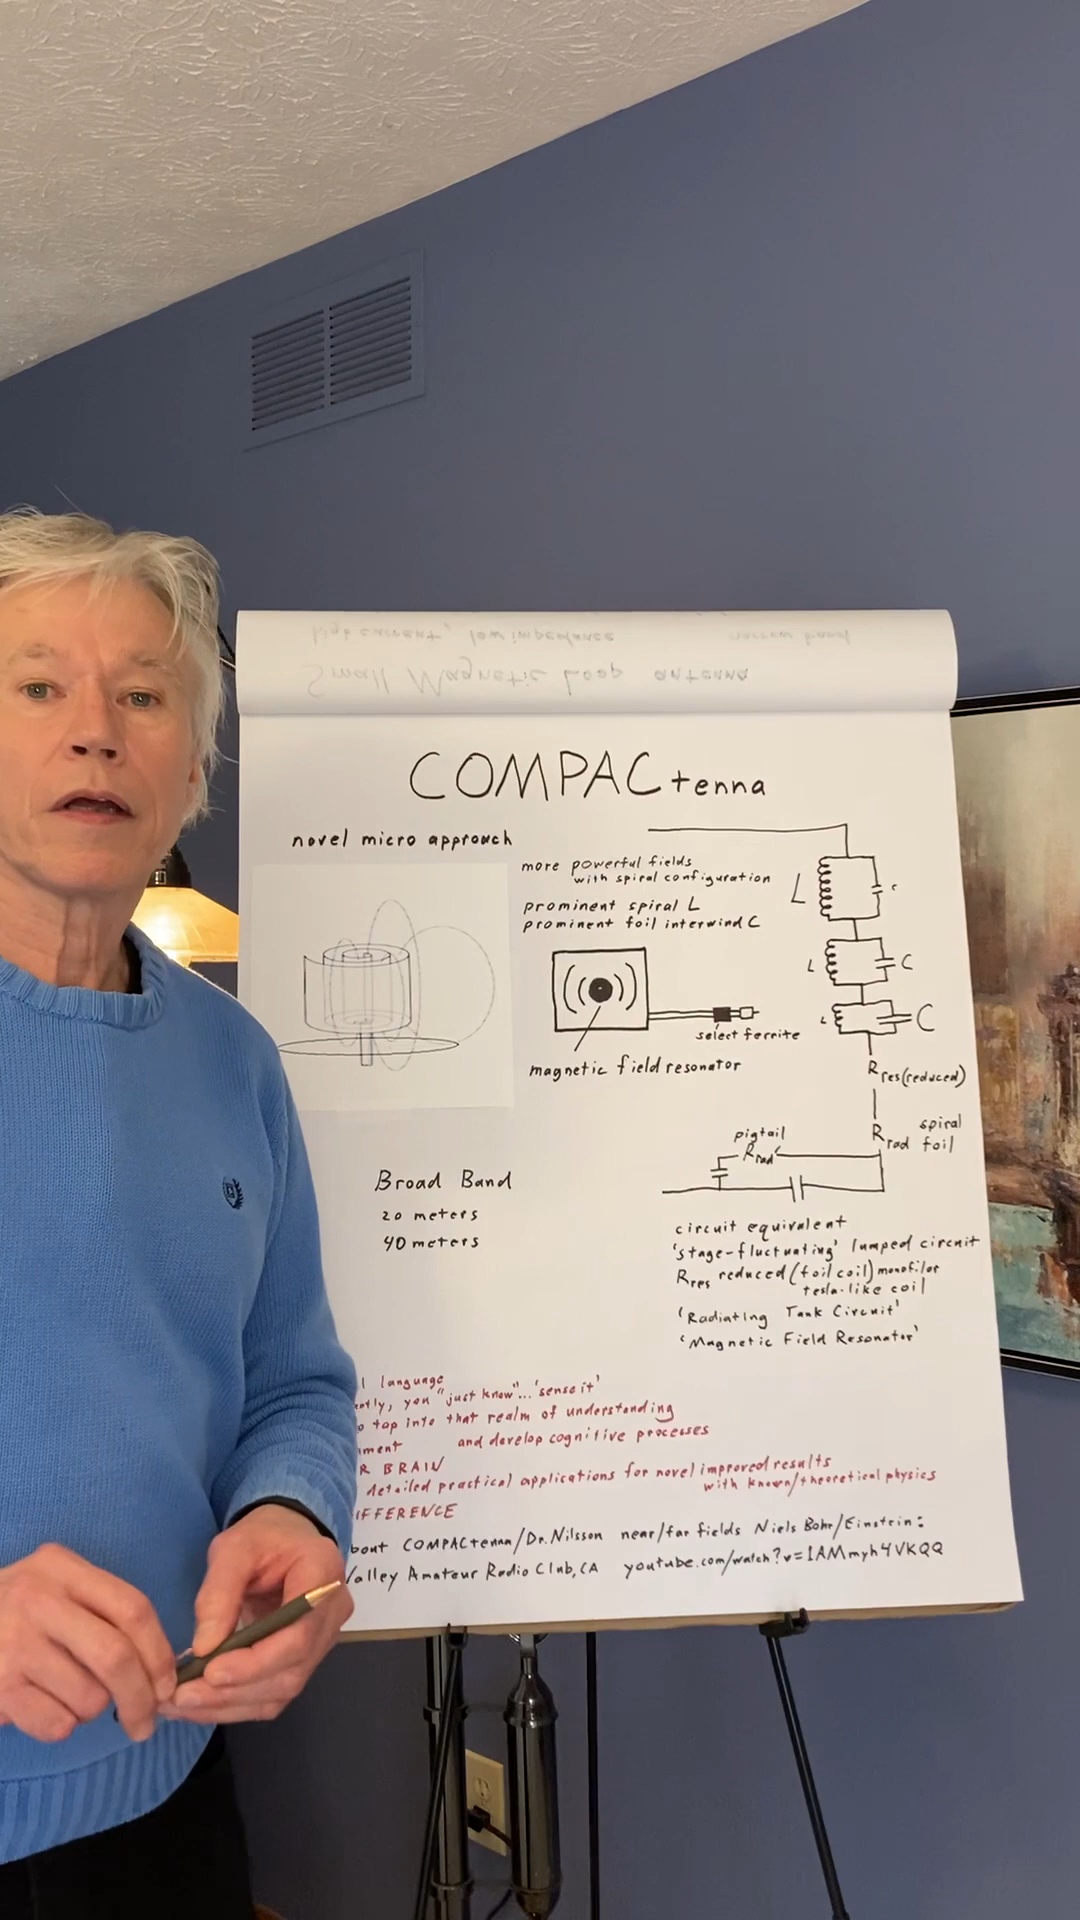 high current, low impedance narrow band
Small Magnetic Loop antenna
COMPACtenna
novel micro approach
more powerful fields
with spiral configuration
prominent spiral L
prominent foil interwind C
L c
L C
L C
select ferrite
magnetic field resonator
Rres (reduced)
Rrad spiral foil
pigtail
Rrad'
Broad Band
20 meters
40 meters
circuit equivalent
'stage-fluctuating' lumped circuit
Rres reduced (foil coil) monofilar
tesla-like coil
'Radiating Tank Circuit'
'Magnetic Field Resonator'
l language
ntly, you "just know"... 'sense it'
o tap into that realm of understanding
ment and develop cognitive processes
R BRAIN
detailed practical applications for novel improved results
with known/theoretical physics
IFFERENCE
bout COMPACtenna/Dr. Nilsson near/far fields Niels Bohr/Einstein:
Valley Amateur Radio Club, CA youtube.com/watch?v=1AMmyh4VKQQ